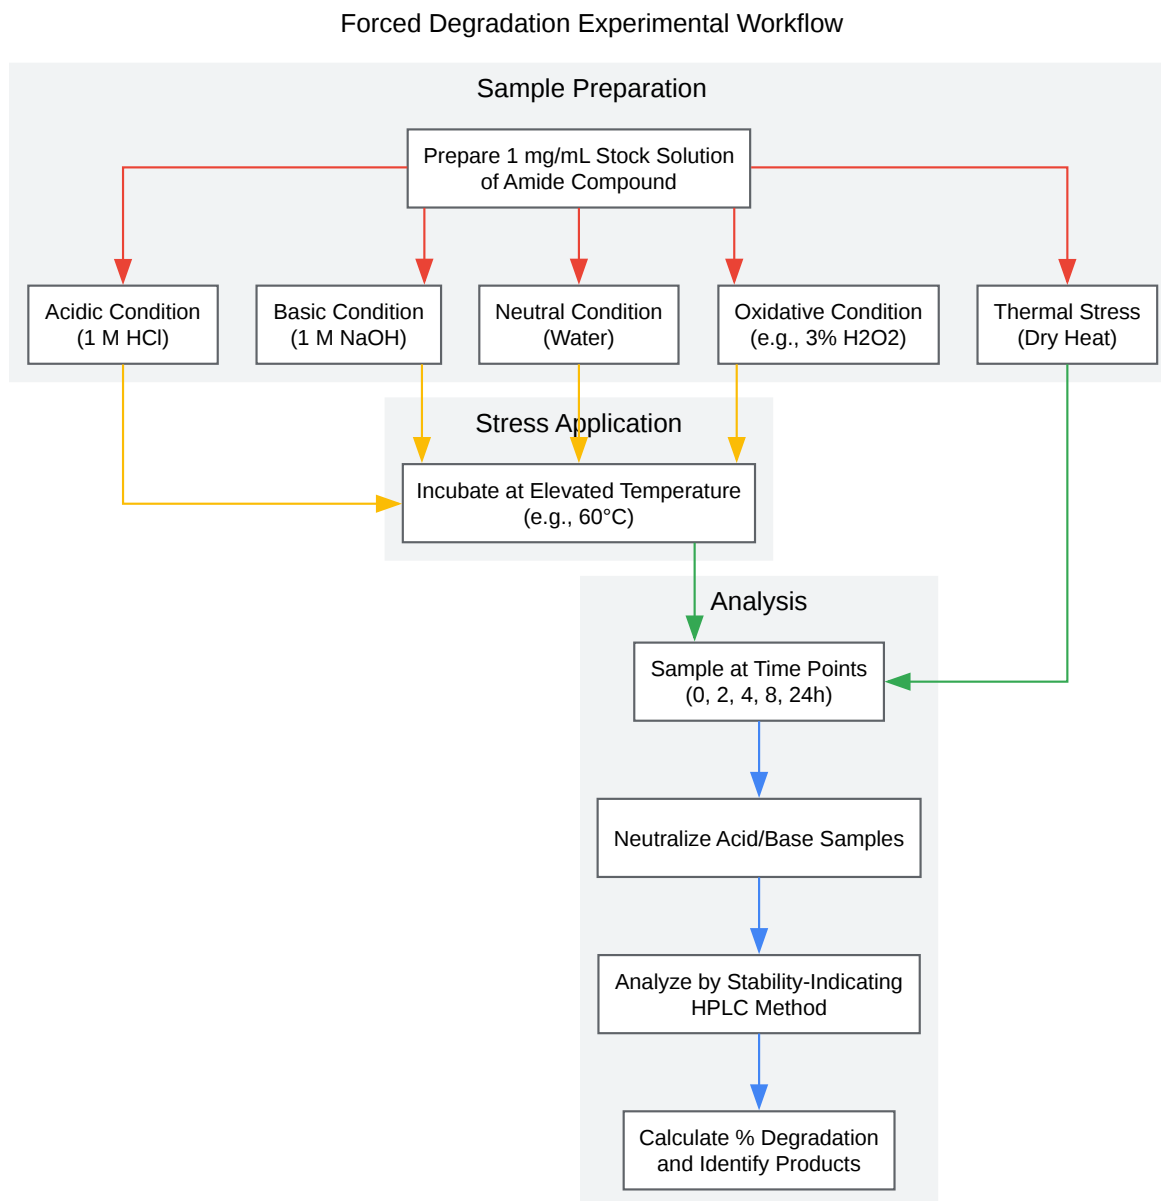 Forced Degradation Experimental Workflow
Sample Preparation
Prepare 1 mg/mL Stock Solution
of Amide Compound
Acidic Condition
(1 M HCl)
Basic Condition
(1 M NaOH)
Neutral Condition
(Water)
Oxidative Condition
(e.g., 3% H2O2)
Thermal Stress
(Dry Heat)
Stress Application
Incubate at Elevated Temperature
(e.g., 60°C)
Analysis
Sample at Time Points
(0, 2, 4, 8, 24h)
Neutralize Acid/Base Samples
Analyze by Stability-Indicating
HPLC Method
Calculate % Degradation
and Identify Products